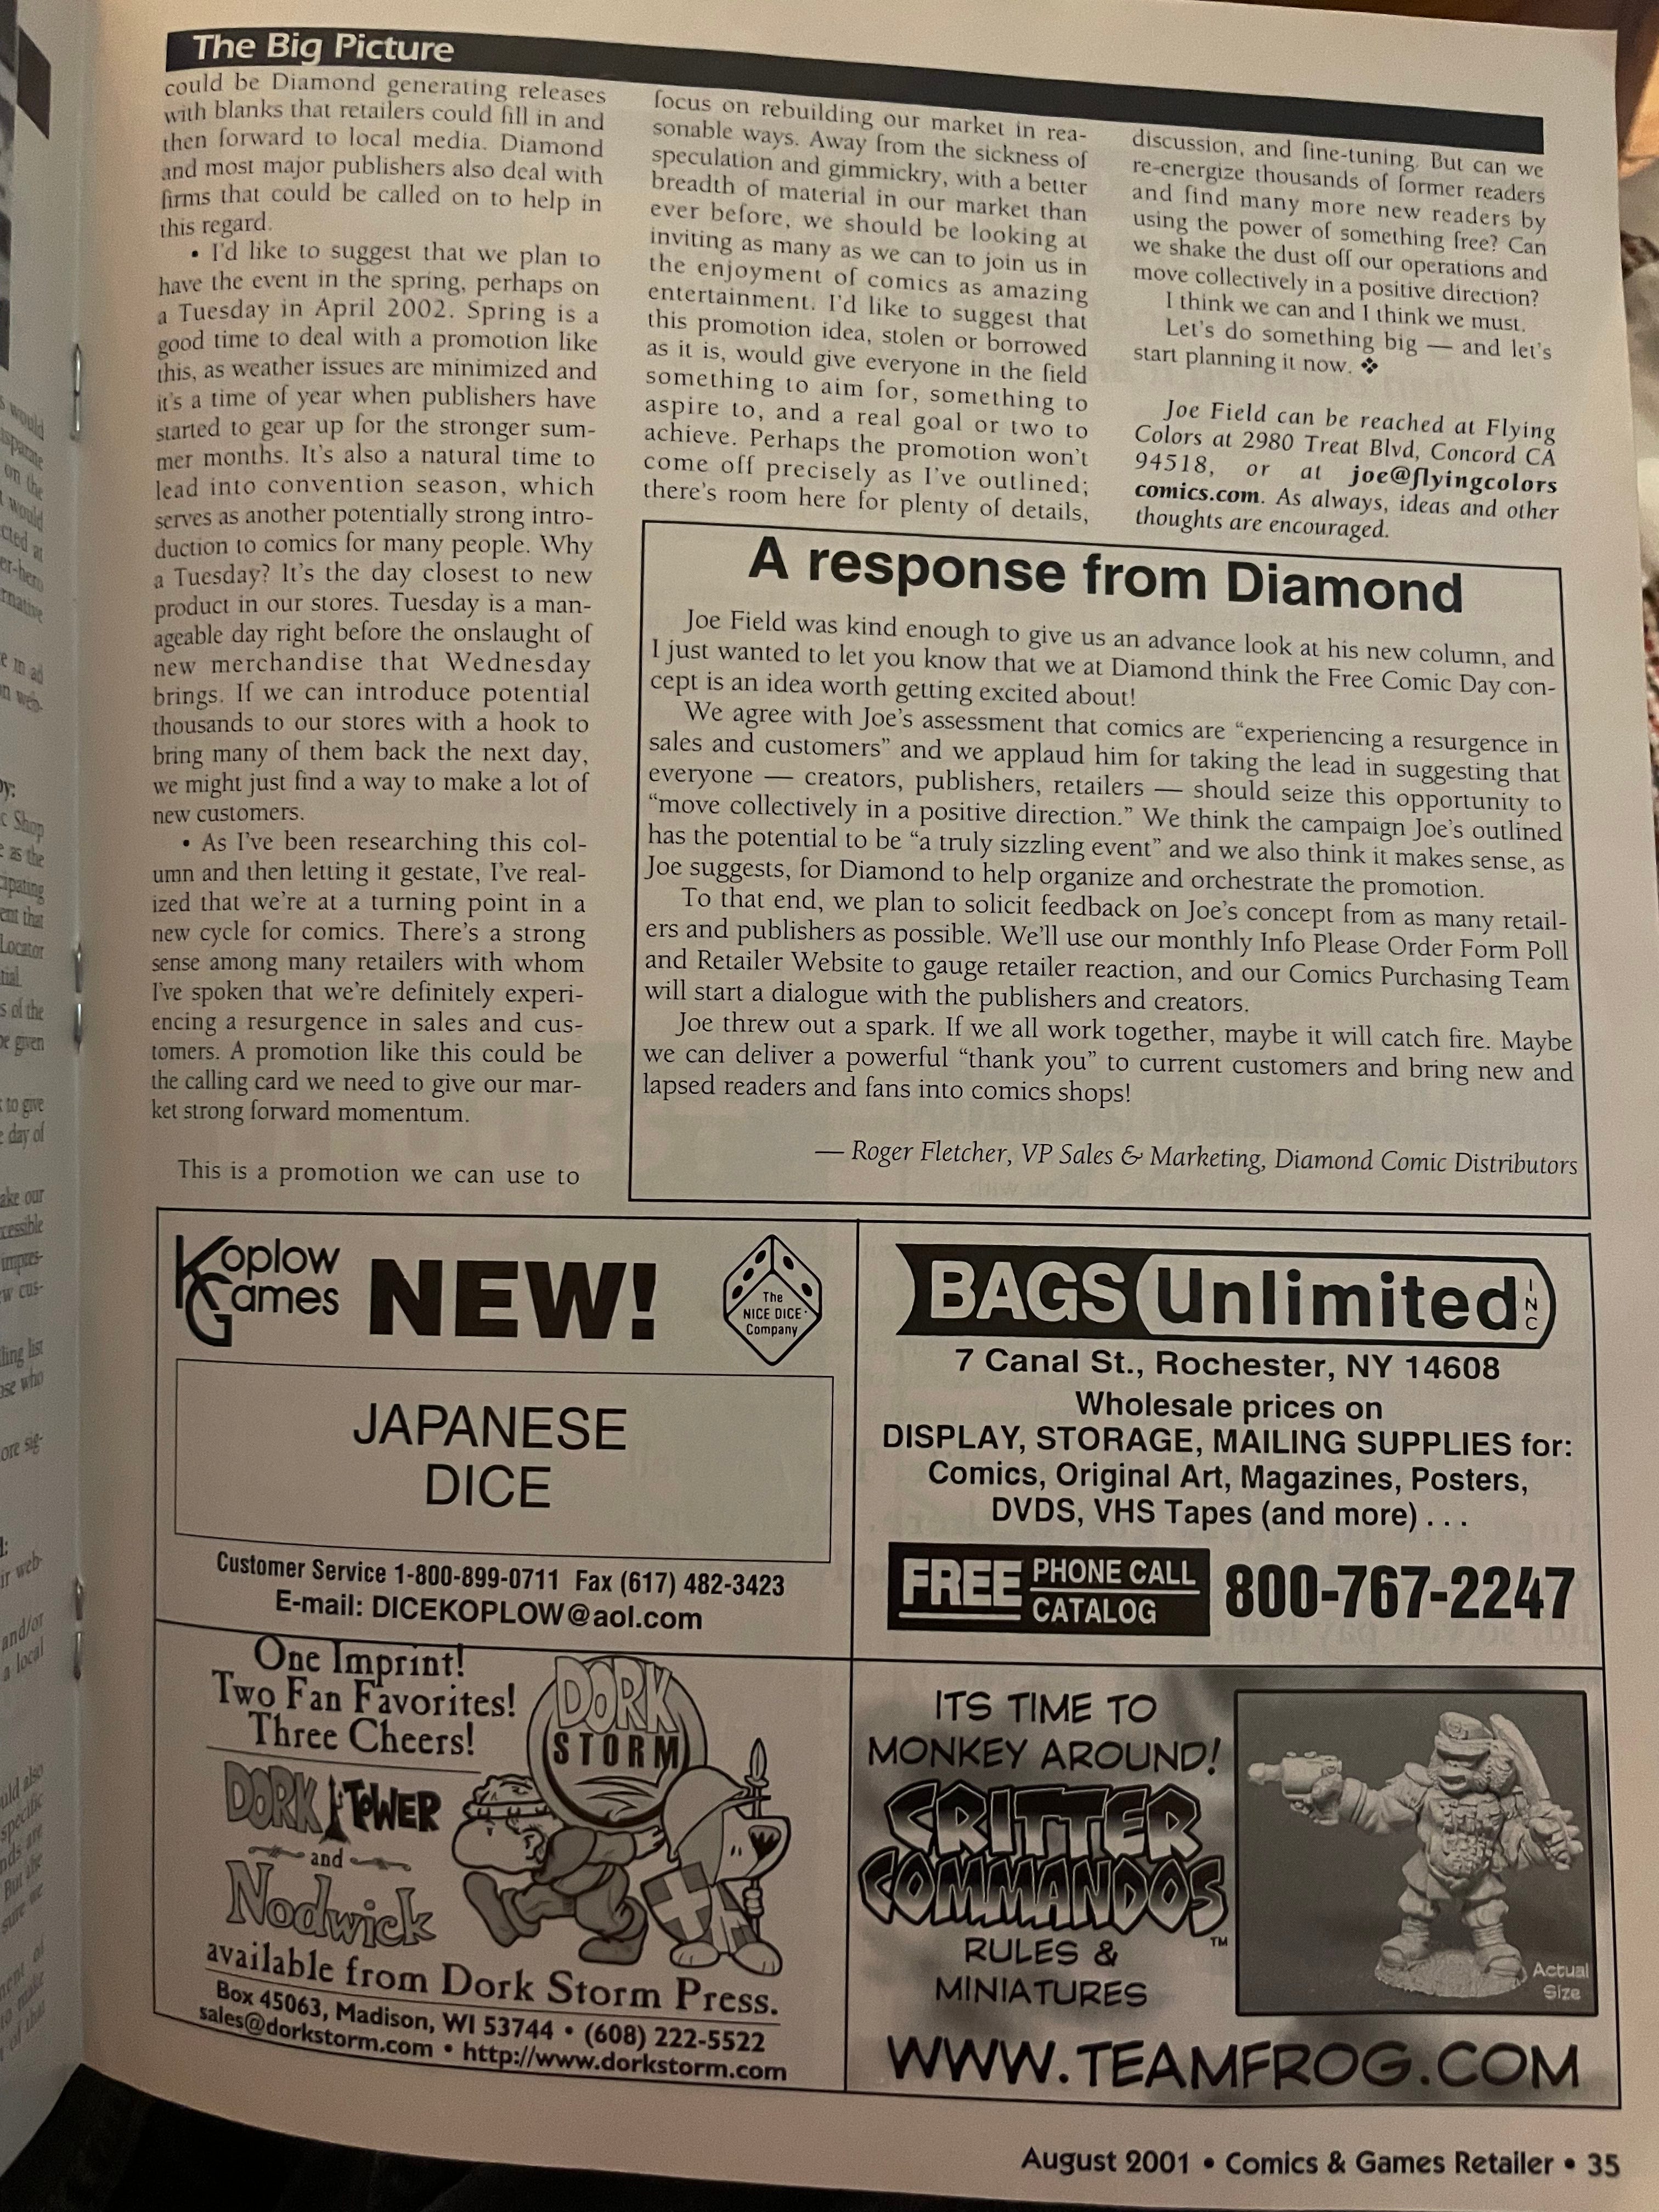 The Big Picture
could be Diamond generating releases
with blanks that retailers could fill in and
then forward to local media. Diamond
and most major publishers also deal with
firms that could be called on to help in
this regard.
• I'd like to suggest that we plan to
have the event in the spring, perhaps on
a Tuesday in April 2002. Spring is a
good time to deal with a promotion like
this, as weather issues are minimized and
it's a time of year when publishers have
started to gear up for the stronger sum-
mer months. It's also a natural time to
lead into convention season, which
serves as another potentially strong intro-
duction to comics for many people. Why
a Tuesday? It's the day closest to new
product in our stores. Tuesday is a man-
ageable day right before the onslaught of
new merchandise that Wednesday
brings. If we can introduce potential
thousands to our stores with a hook to
bring many of them back the next day,
we might just find a way to make a lot of
new customers.
• As I've been researching this col-
umn and then letting it gestate, I've real-
ized that we're at a turning point in a
new cycle for comics. There's a strong
sense among many retailers with whom
I've spoken that we're definitely experi-
encing a resurgence in sales and cus-
tomers. A promotion like this could be
the calling card we need to give our mar-
ket strong forward momentum.
This is a promotion we can use to
focus on rebuilding our market in rea-
sonable ways. Away from the sickness of
speculation and gimmickry, with a better
breadth of material in our market than
ever before, we should be looking at
inviting as many as we can to join us in
the enjoyment of comics as amazing
entertainment. I'd like to suggest that
this promotion idea, stolen or borrowed
as it is, would give everyone in the field
something to aim for, something to
aspire to, and a real goal or two to
achieve. Perhaps the promotion won't
come off precisely as I've outlined;
there's room here for plenty of details,
discussion, and fine-tuning. But can we
re-energize thousands of former readers
and find many more new readers by
using the power of something free? Can
we shake the dust off our operations and
move collectively in a positive direction?
I think we can and I think we must.
Let's do something big — and let's
start planning it now. ❖
Joe Field can be reached at Flying
Colors at 2980 Treat Blvd, Concord CA
94518, or at joe@flyingcolors
comics.com. As always, ideas and other
thoughts are encouraged.
A response from Diamond
Joe Field was kind enough to give us an advance look at his new column, and
I just wanted to let you know that we at Diamond think the Free Comic Day con-
cept is an idea worth getting excited about!
We agree with Joe's assessment that comics are “experiencing a resurgence in
sales and customers” and we applaud him for taking the lead in suggesting that
everyone — creators, publishers, retailers — should seize this opportunity to
“move collectively in a positive direction.” We think the campaign Joe's outlined
has the potential to be “a truly sizzling event” and we also think it makes sense, as
Joe suggests, for Diamond to help organize and orchestrate the promotion.
To that end, we plan to solicit feedback on Joe's concept from as many retail-
ers and publishers as possible. We'll use our monthly Info Please Order Form Poll
and Retailer Website to gauge retailer reaction, and our Comics Purchasing Team
will start a dialogue with the publishers and creators.
Joe threw out a spark. If we all work together, maybe it will catch fire. Maybe
we can deliver a powerful “thank you” to current customers and bring new and
lapsed readers and fans into comics shops!
— Roger Fletcher, VP Sales & Marketing, Diamond Comic Distributors
Koplow
Games
NEW!
The
NICE DICE
Company
JAPANESE
DICE
Customer Service 1-800-899-0711 Fax (617) 482-3423
E-mail: DICEKOPLOW@aol.com
BAGS Unlimited INC
7 Canal St., Rochester, NY 14608
Wholesale prices on
DISPLAY, STORAGE, MAILING SUPPLIES for:
Comics, Original Art, Magazines, Posters,
DVDS, VHS Tapes (and more) . . .
FREE PHONE CALL
CATALOG
800-767-2247
One Imprint!
Two Fan Favorites!
Three Cheers!
DORK
STORM
DORK TOWER
and
Nodwick
available from Dork Storm Press.
Box 45063, Madison, WI 53744 • (608) 222-5522
sales@dorkstorm.com • http://www.dorkstorm.com
ITS TIME TO
MONKEY AROUND!
CRITTER
COMMANDOS™
RULES &
MINIATURES
Actual
Size
WWW.TEAMFROG.COM
August 2001 • Comics & Games Retailer • 35